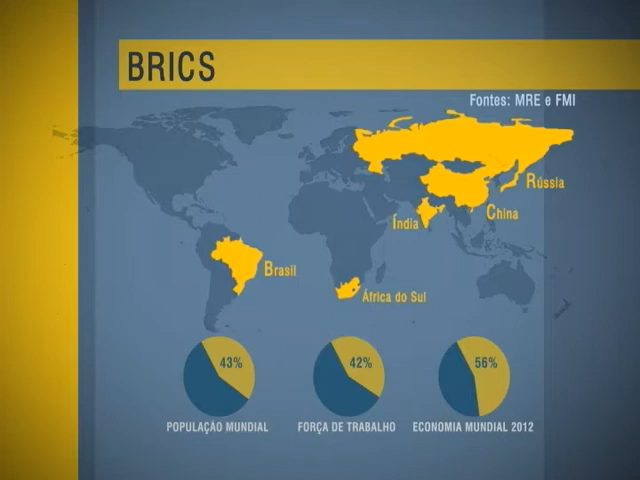 BRICS
Fontes: MRE e FMI
Rússia
China
Índia
Brasil
África do Sul
43%
42%
56%
POPULAÇÃO MUNDIAL
FORÇA DE TRABALHO
ECONOMIA MUNDIAL 2012